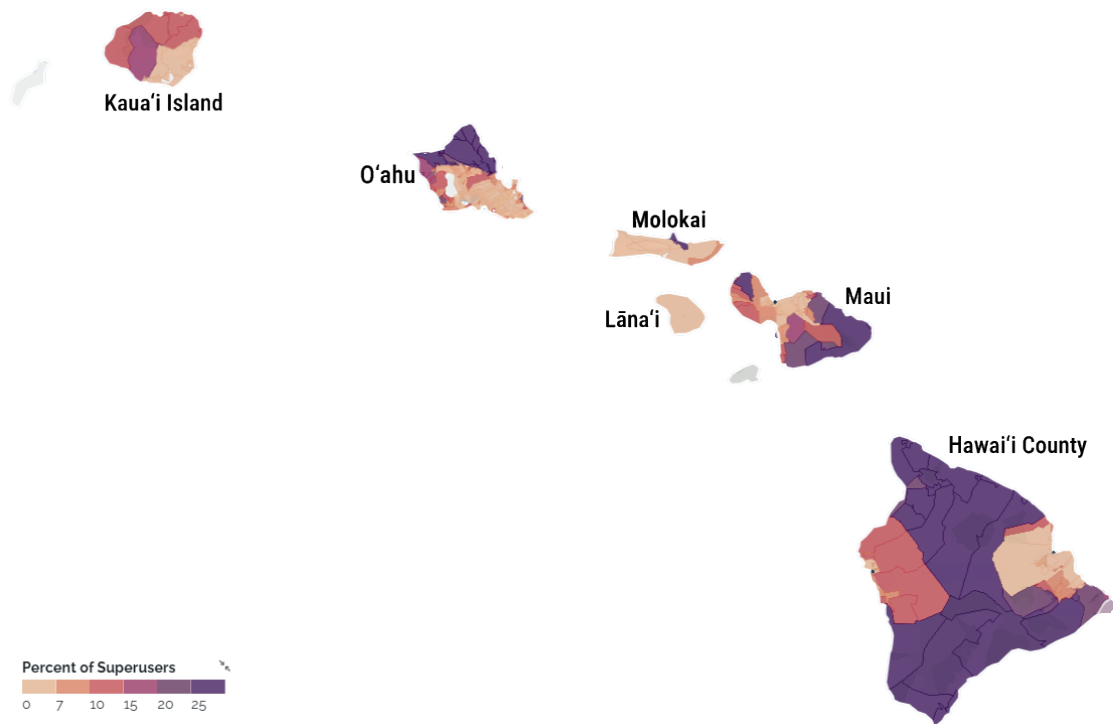 Kauaʻi Island
Oʻahu
Molokai
Maui
Lānaʻi
Hawaiʻi County
Percent of Superusers
0 7 10 15 20 25